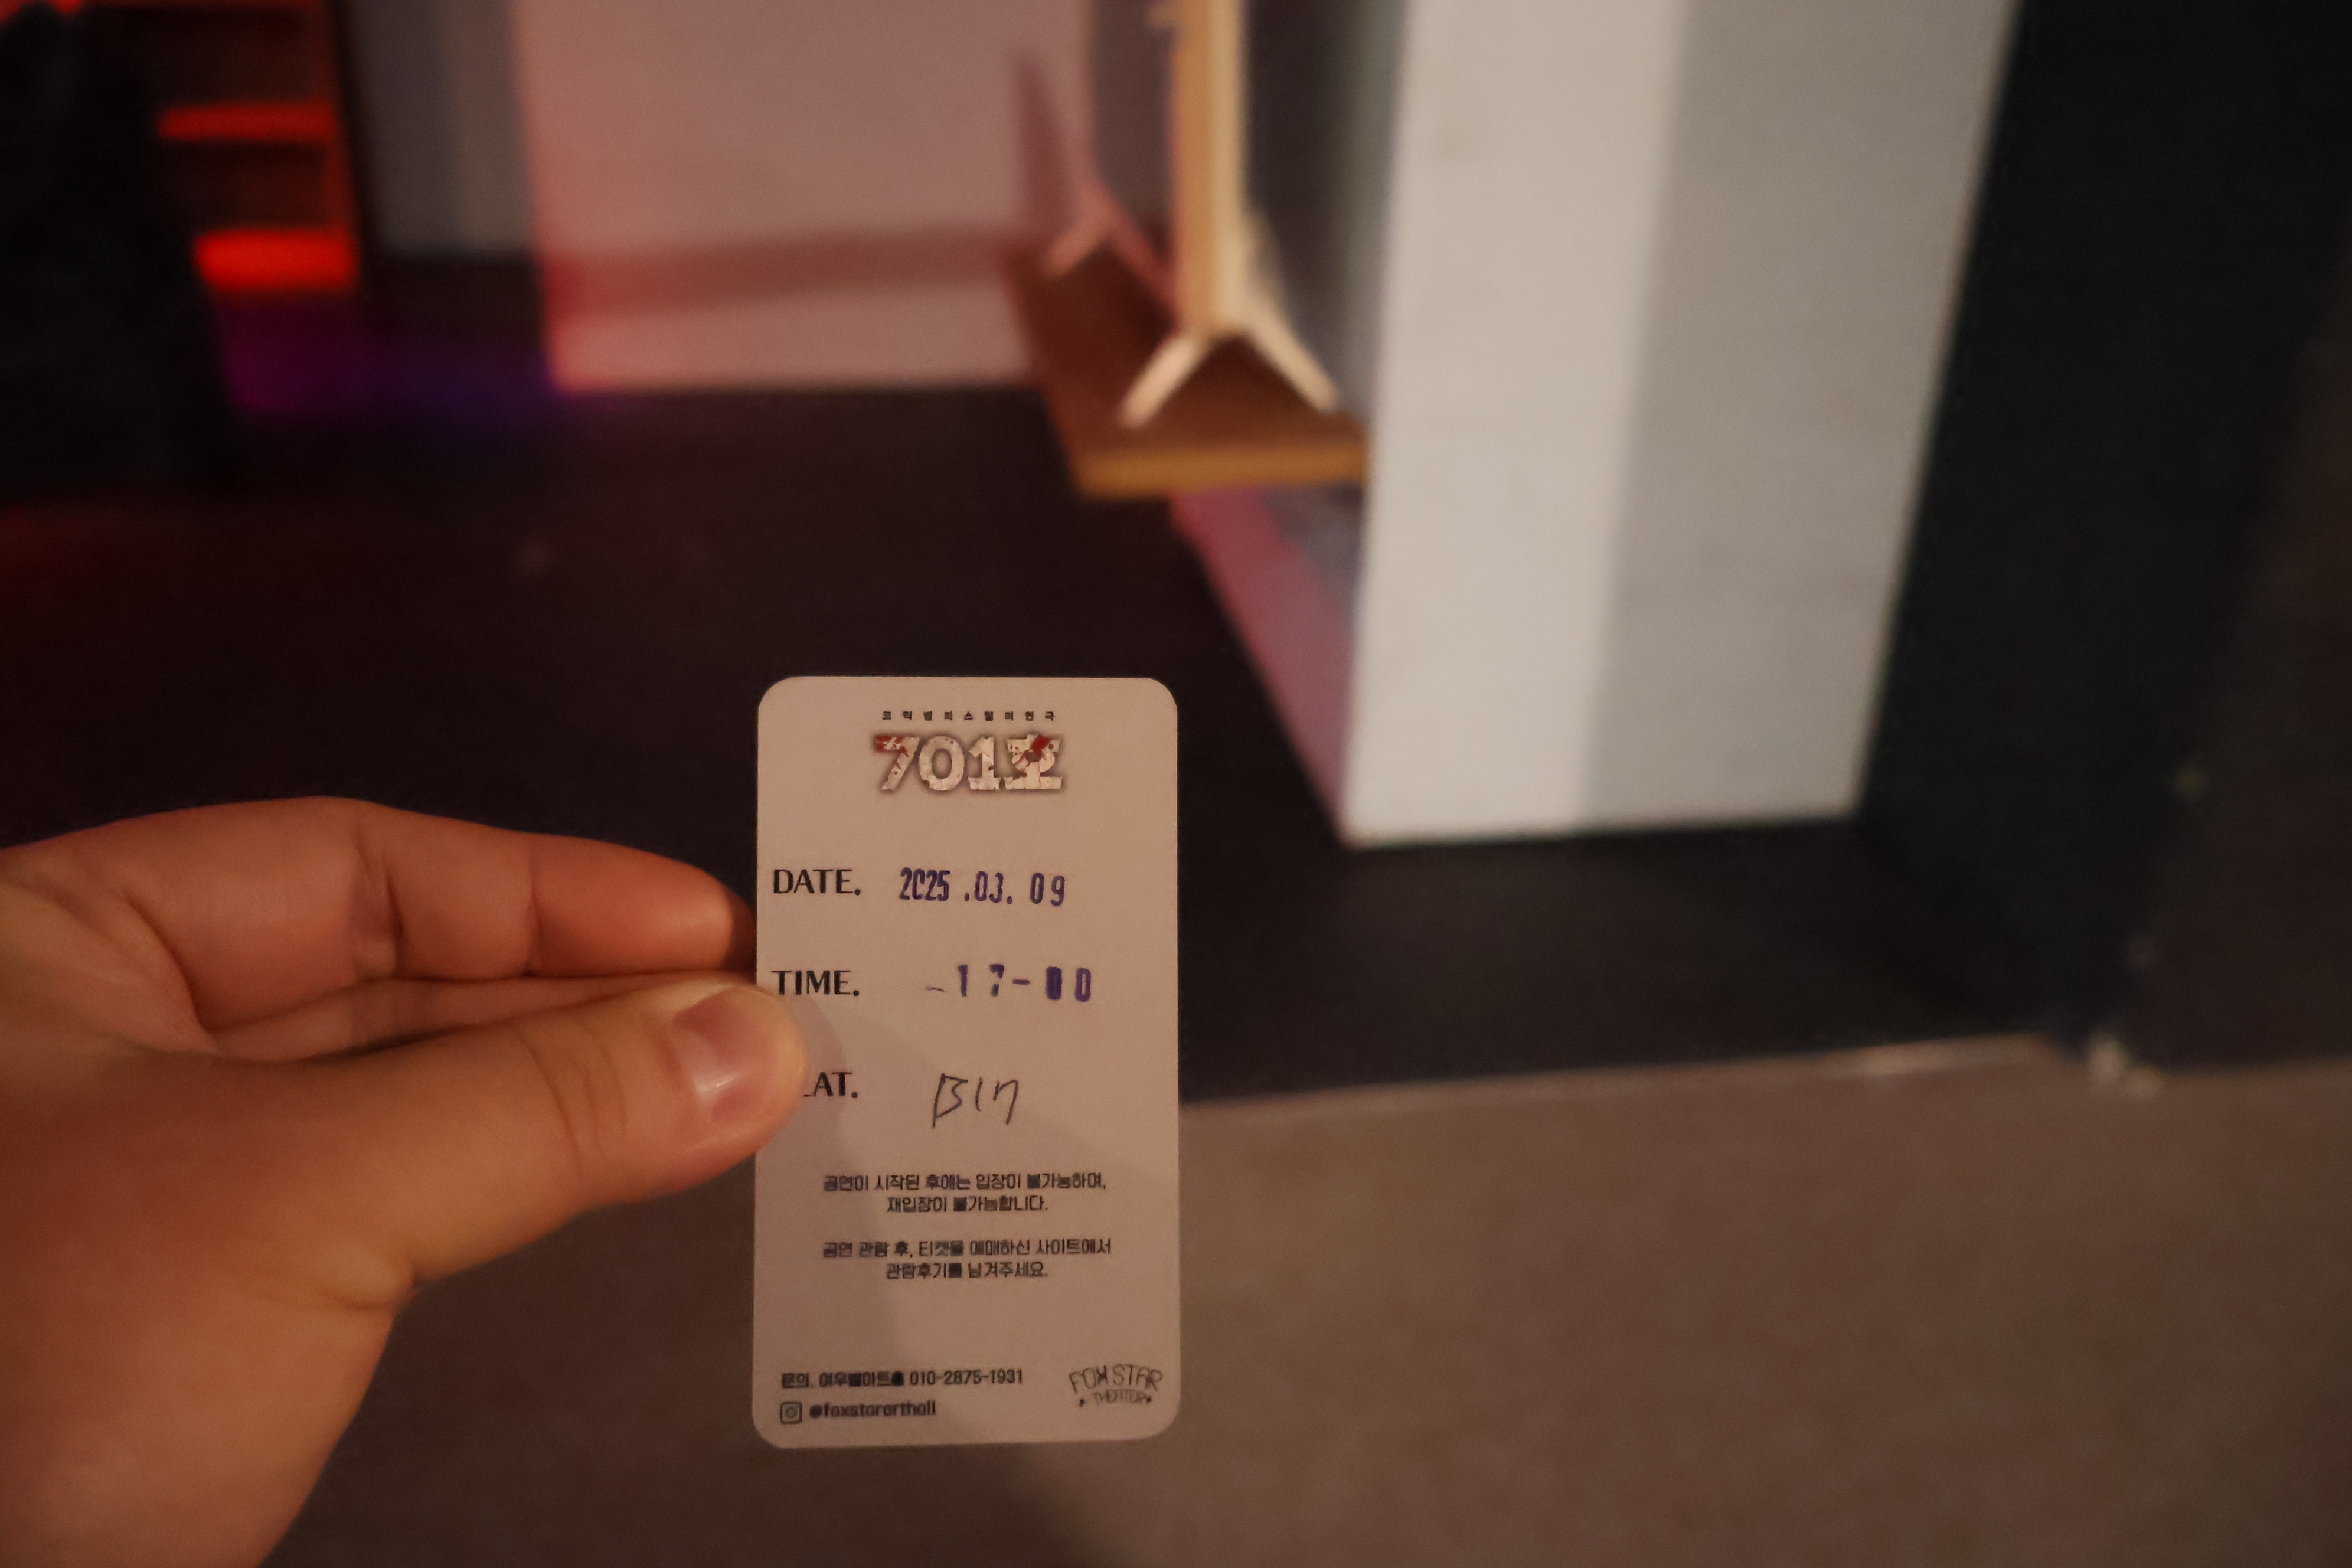 코믹범죄스릴러연극
701호
DATE. 2025.03.09
TIME. -17-00
AT. B17
공연이 시작된 후에는 입장이 불가능하며,
재입장이 불가능합니다.
공연 관람 후, 티켓을 예매하신 사이트에서
관람후기를 남겨주세요.
문의. 여우별아트홀 010-2875-1931
@foxstararthall
FOX STAR
THEATER